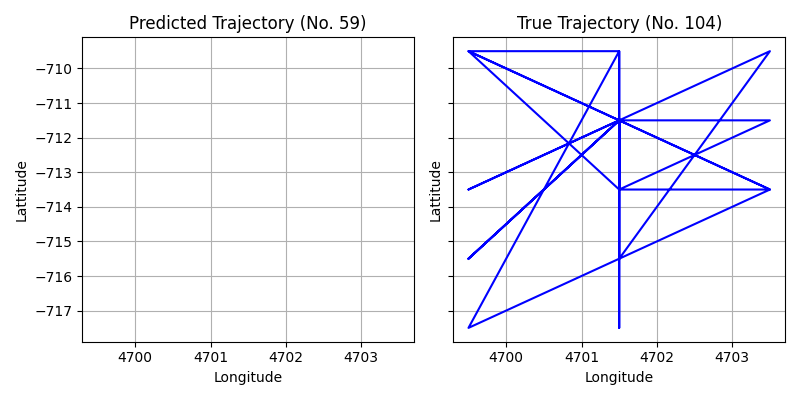 Predicted Trajectory (No. 59)
True Trajectory (No. 104)
−710
−711
−712
−713
−714
−715
−716
−717
Lattitude
Lattitude
4700 4701 4702 4703
4700 4701 4702 4703
Longitude
Longitude